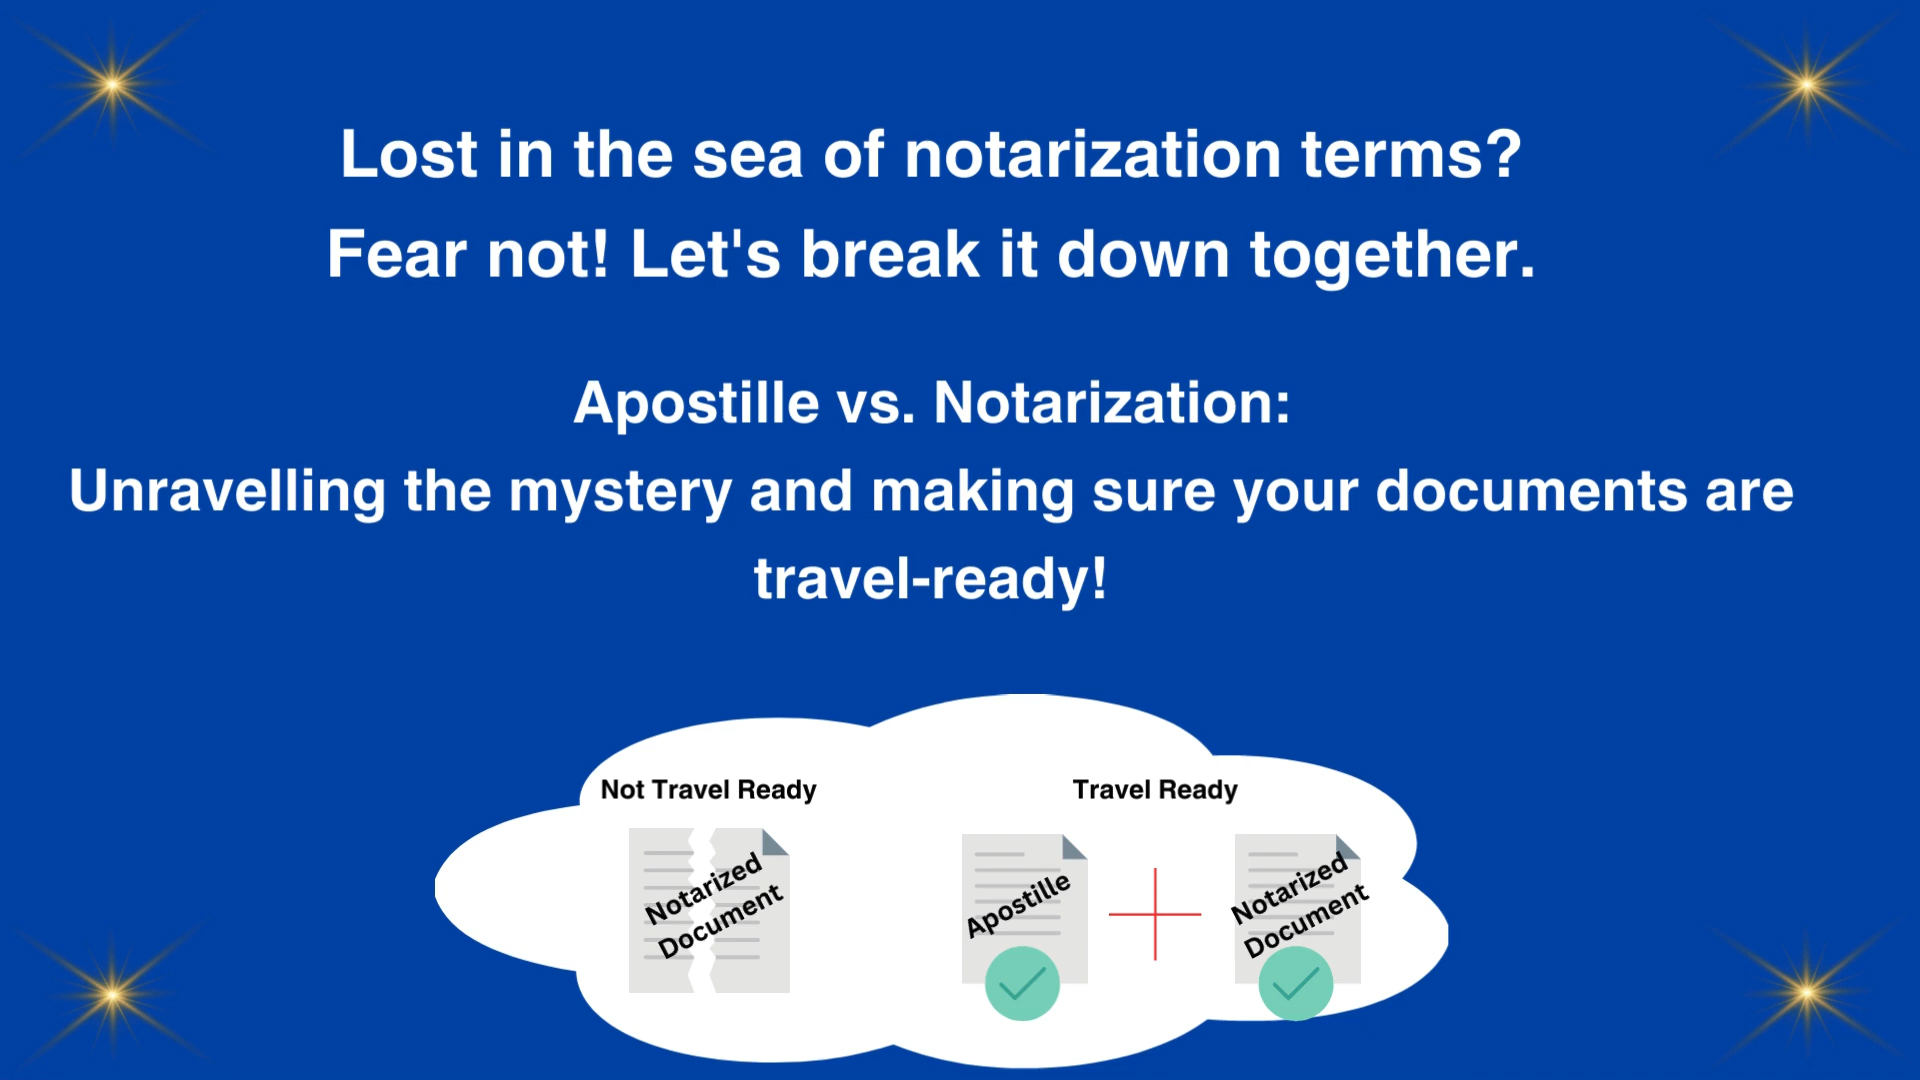 Lost in the sea of notarization terms?
Fear not! Let's break it down together.
Apostille vs. Notarization:
Unravelling the mystery and making sure your documents are
travel-ready!
Not Travel Ready
Notarized
Document
Travel Ready
Apostille
Notarized
Document